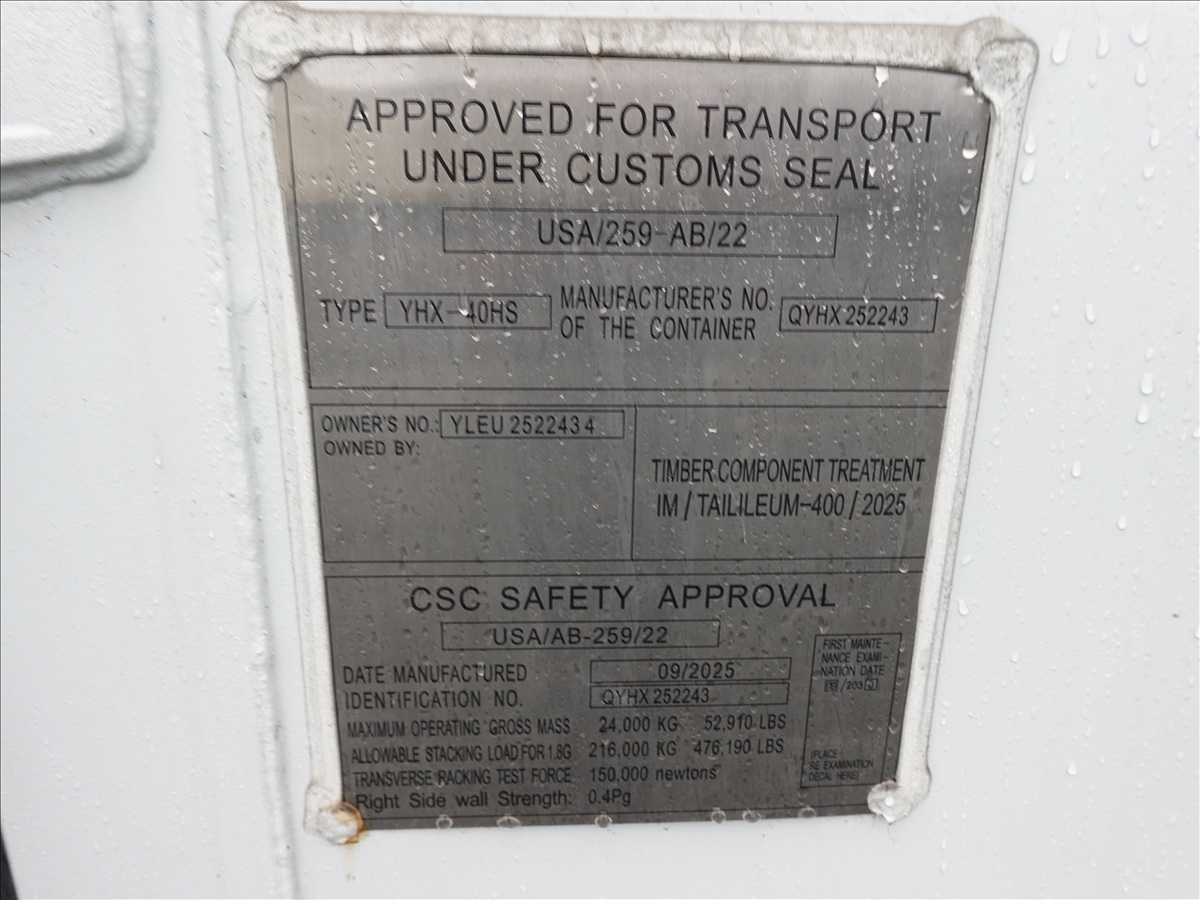 APPROVED FOR TRANSPORT
UNDER CUSTOMS SEAL
USA/259-AB/22
TYPE YHX-40HS MANUFACTURER'S NO. OF THE CONTAINER QYHX 252243
OWNER'S NO.: YLEU 252243 4
OWNED BY:
TIMBER COMPONENT TREATMENT
IM / TAILILEUM-400 / 2025
CSC SAFETY APPROVAL
USA/AB-259/22
DATE MANUFACTURED 09/2025
IDENTIFICATION NO. QYHX 252243
MAXIMUM OPERATING GROSS MASS 24,000 KG 52,910 LBS
ALLOWABLE STACKING LOAD FOR 1.8G 216,000 KG 476,190 LBS
TRANSVERSE RACKING TEST FORCE 150,000 newtons
Right Side wall Strength: 0.4Pg
FIRST MAINTE-
NANCE EXAMI-
NATION DATE
/203
(PLACE
RE EXAMINATION
DECAL HERE)